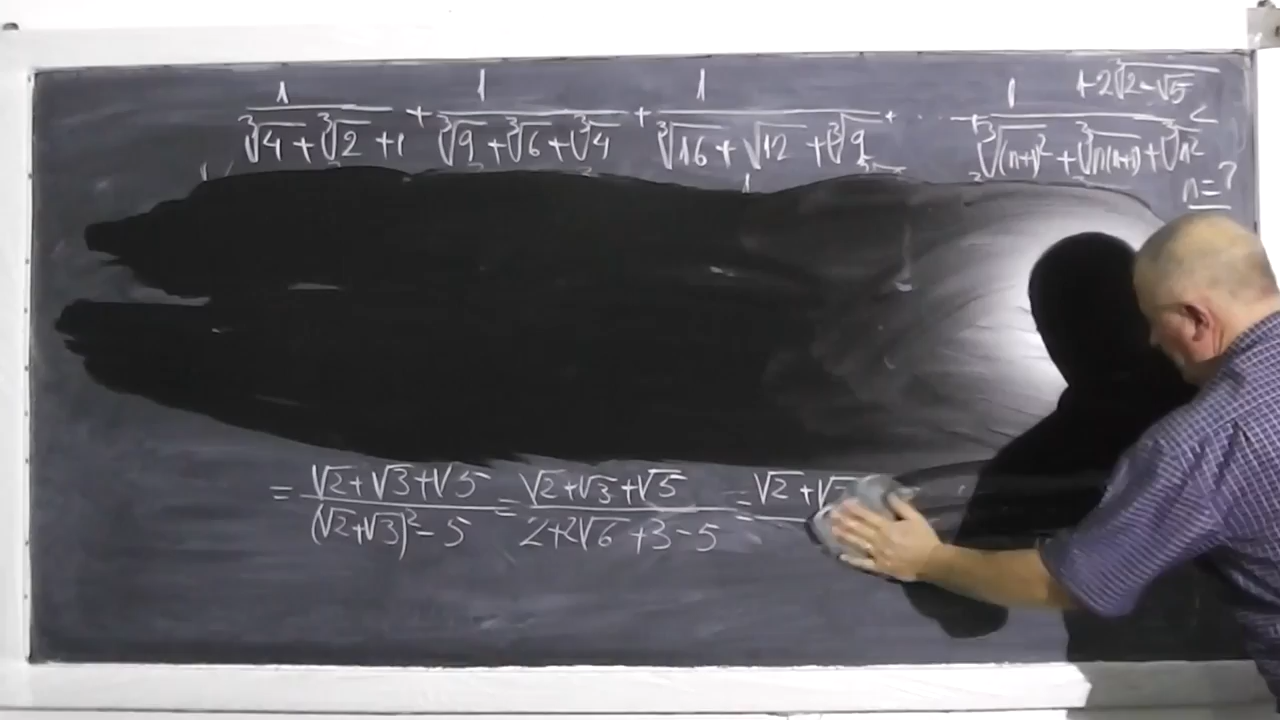 1/(∛4 + ∛2 + 1) + 1/(∛9 + ∛6 + ∛4) + 1/(∛16 + √12 + ∛9) + . . . + 1/(∛(n+1)² + ∛n(n+1) + ∛n²) <
1+2∛2-√5
n=?
= (√2+√3+√5)/((√2+√3)²-5) = (√2+√3+√5)/(2+2√6+3-5) = √2+√